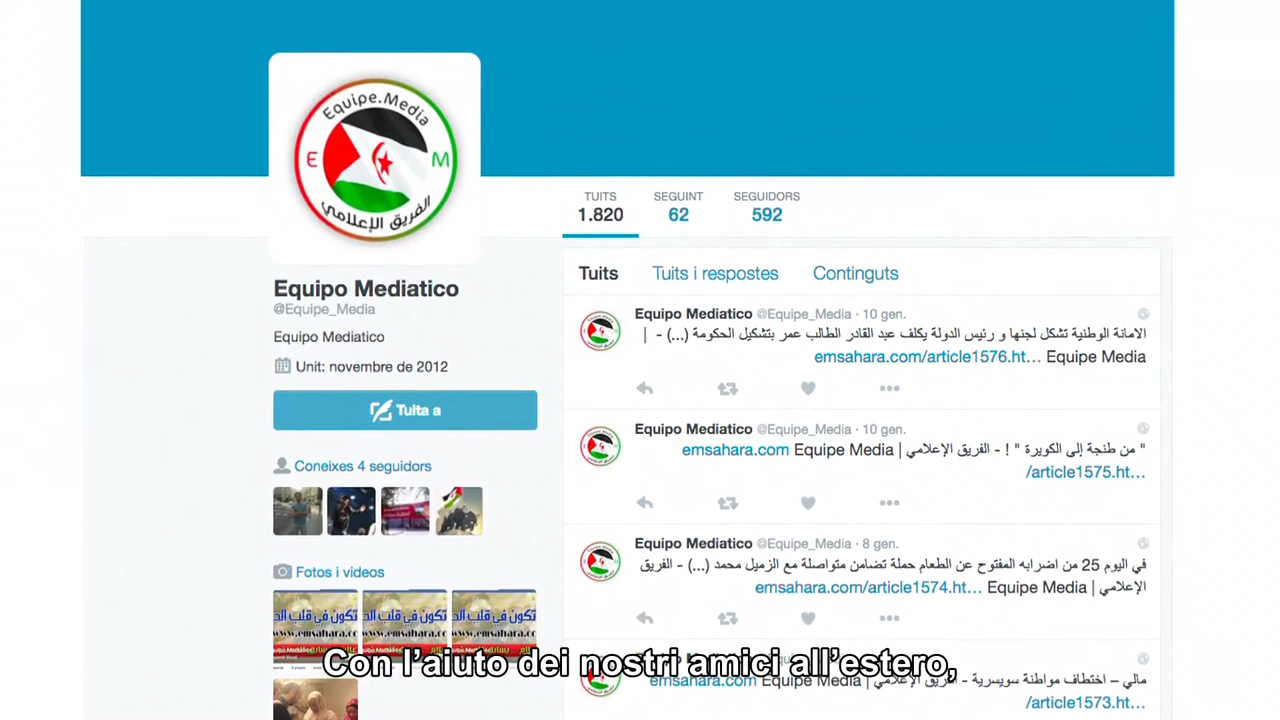 Equipe.Media
E M
الفريق الإعلامي
TUITS SEGUINT SEGUIDORS
1.820 62 592
Equipo Mediatico
@Equipe_Media
Equipo Mediatico
Unit: novembre de 2012
Tuita a
Coneixes 4 seguidors
Fotos i videos
Tuits Tuits i respostes Continguts
Equipo Mediatico @Equipe_Media · 10 gen.
الامانة الوطنية تشكل لجنها و رئيس الدولة يكلف عبد القادر الطالب عمر بتشكيل الحكومة (...) - |
emsahara.com/article1576.ht… Equipe Media
Equipo Mediatico @Equipe_Media · 10 gen.
" من طنجة إلى الكويرة " ! - الفريق الإعلامي | Equipe Media emsahara.com
/article1575.ht…
Equipo Mediatico @Equipe_Media · 8 gen.
في اليوم 25 من اضرابه المفتوح عن الطعام حملة تضامن متواصلة مع الزميل محمد (...) - الفريق
الإعلامي | Equipe Media emsahara.com/article1574.ht…
Equipo Mediatico @Equipe_Media
مالي – اختطاف مواطنة سويسرية - الفريق الإعلامي | Equipe Media emsahara.com
/article1573.ht…
Con l'aiuto dei nostri amici all'estero,